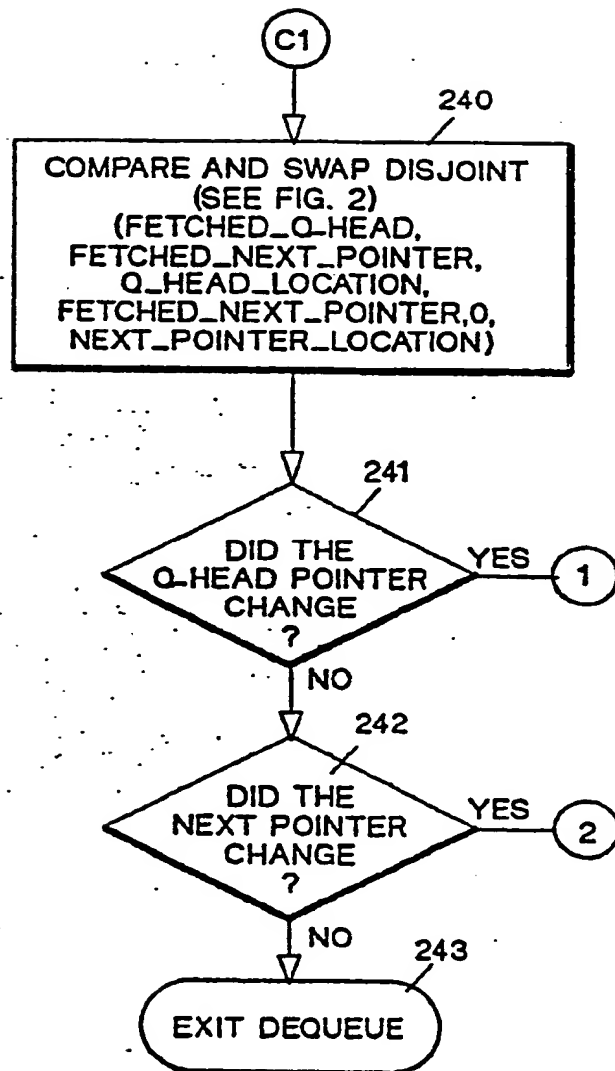 C1
240
COMPARE AND SWAP DISJOINT
(SEE FIG. 2)
(FETCHED_Q_HEAD,
FETCHED_NEXT_POINTER,
Q_HEAD_LOCATION,
FETCHED_NEXT_POINTER,0,
NEXT_POINTER_LOCATION)
241
DID THE
Q_HEAD POINTER
CHANGE
?
YES
1
NO
242
DID THE
NEXT POINTER
CHANGE
?
YES
2
NO
243
EXIT DEQUEUE